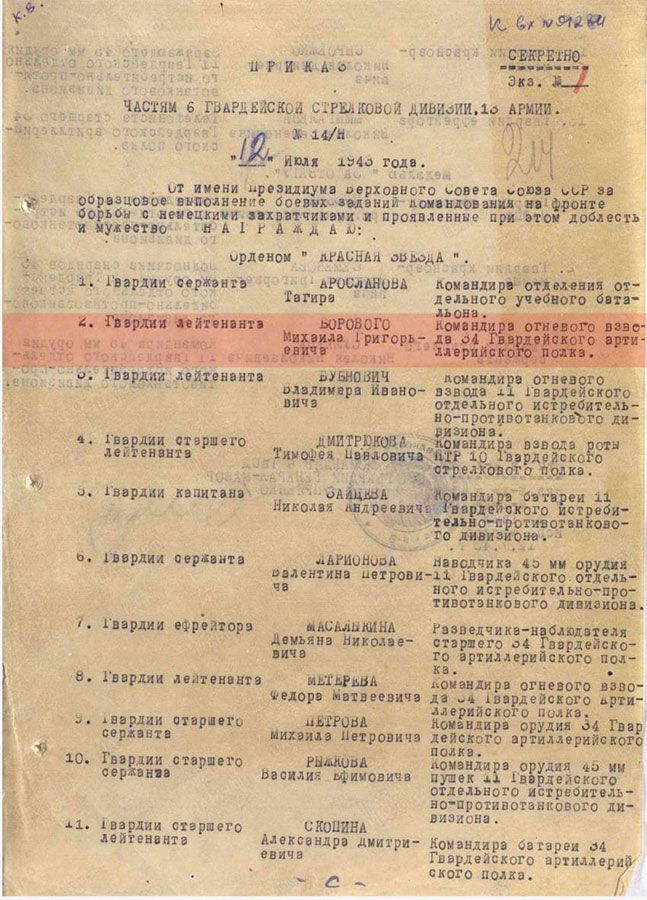 К.В.
К вх №
СЕКРЕТНО
ПРИКАЗ
Экз. № 1
ЧАСТЯМ 6 ГВАРДЕЙСКОЙ СТРЕЛКОВОЙ ДИВИЗИИ, 13 АРМИИ.
№ 14/Н
"12" Июля 1943 года.
От имени Президиума Верховного Совета Союза ССР за
образцовое выполнение боевых заданий Командования на фронте
борьбы с немецкими захватчиками и проявленные при этом доблесть
и мужество НАГРАЖДАЮ:
Орденом " КРАСНАЯ ЗВЕЗДА ".
1. Гвардии сержанта АРОСЛАНОВА Командира отделения от-
Тагира дельного учебного бата-
льона.
2. Гвардии лейтенанта БОРОВОГО Командира огневого взво-
Михаила Григорь- да 34 Гвардейского арти-
евича ллерийского полка.
3. Гвардии лейтенанта БУБНОВИЧ Командира огневого
Владимера Ивано- взвода 11 Гвардейского
вича отдельного истребитель-
но-противотанкового ди-
визиона.
4. Гвардии старшего ДМИТРЮКОВА Командира взвода роты
лейтенанта Тимофея Павловича ПТР 10 Гвардейского
стрелкового полка.
5. Гвардии капитана ЗАЙЦЕВА Командира батареи 11
Николая Андреевича Гвардейского истреби-
тельно-противотанково-
го дивизиона.
6. Гвардии сержанта ЛАРИОНОВА Наводчика 45 мм орудия
Валентина Петрови- 11 Гвардейского отдель-
ча ного истребительно-про-
тивотанкового дивизиона.
7. Гвардии ефрейтора МАСАЛЫКИНА Разведчика-наблюдателя
Демьяна Николае- старшего 34 Гвардейско-
вича го артиллерийского пол-
ка.
8. Гвардии лейтенанта МЕТЕРЕВА Командира огневого взво-
Федора Матвеевича да 34 Гвардейского арти-
ллерийского полка.
9. Гвардии старшего ПЕТРОВА Командира орудия 34 Гвар
сержанта Михаила Петровича дейского артиллерийского
полка.
10. Гвардии старшего РЫЖКОВА Командира орудия 45 мм
сержанта Василия Ефимовича пушек 11 Гвардейского
отдельного истребитель-
но-противотанкового ди-
визиона.
11. Гвардии старшего СКОПИНА
лейтенанта Александра Дмитри- Командира батареи 34
евича Гвардейского артиллерий
ского полка.